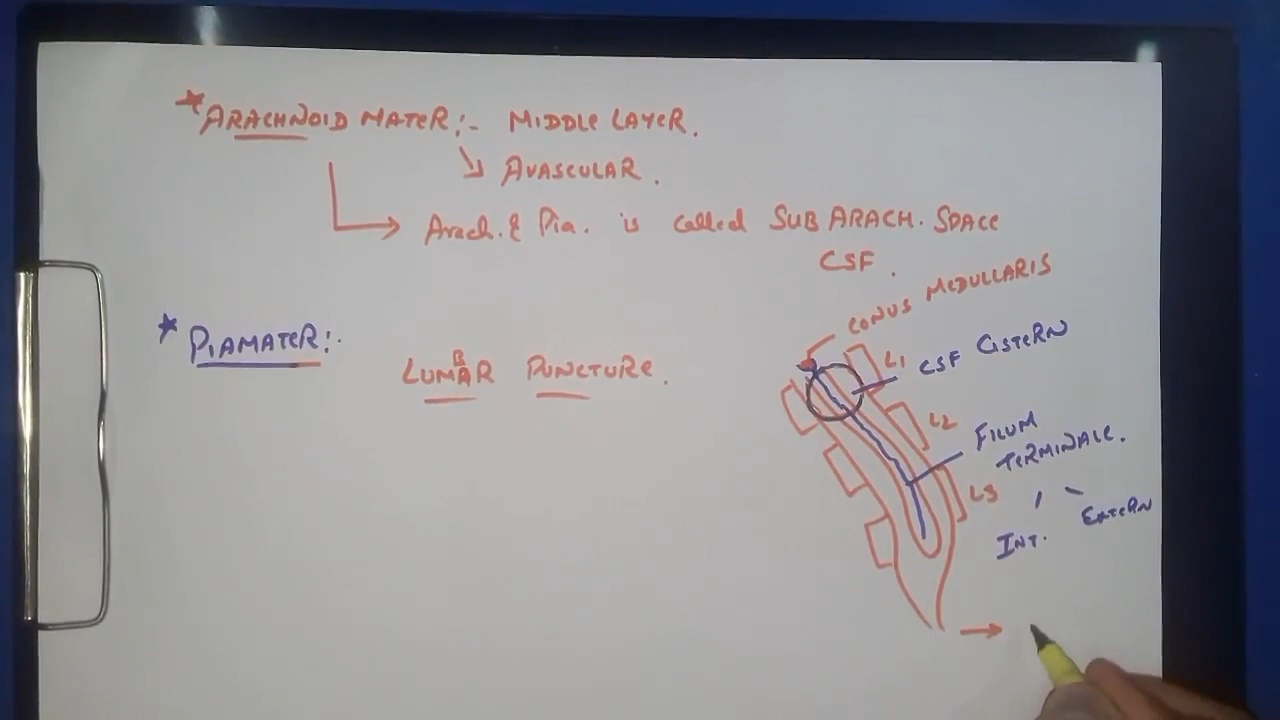 *ARACHNOID MATER:- MIDDLE LAYER.
AVASCULAR.
Arach. & Pia. is called SUB ARACH. SPACE
CSF.
CONUS MEDULLARIS
* PIAMATER:-
LUMBAR PUNCTURE.
L1
CSF CISTERN
L2
FILUM
TERMINALE.
L3
INT. EXTERN